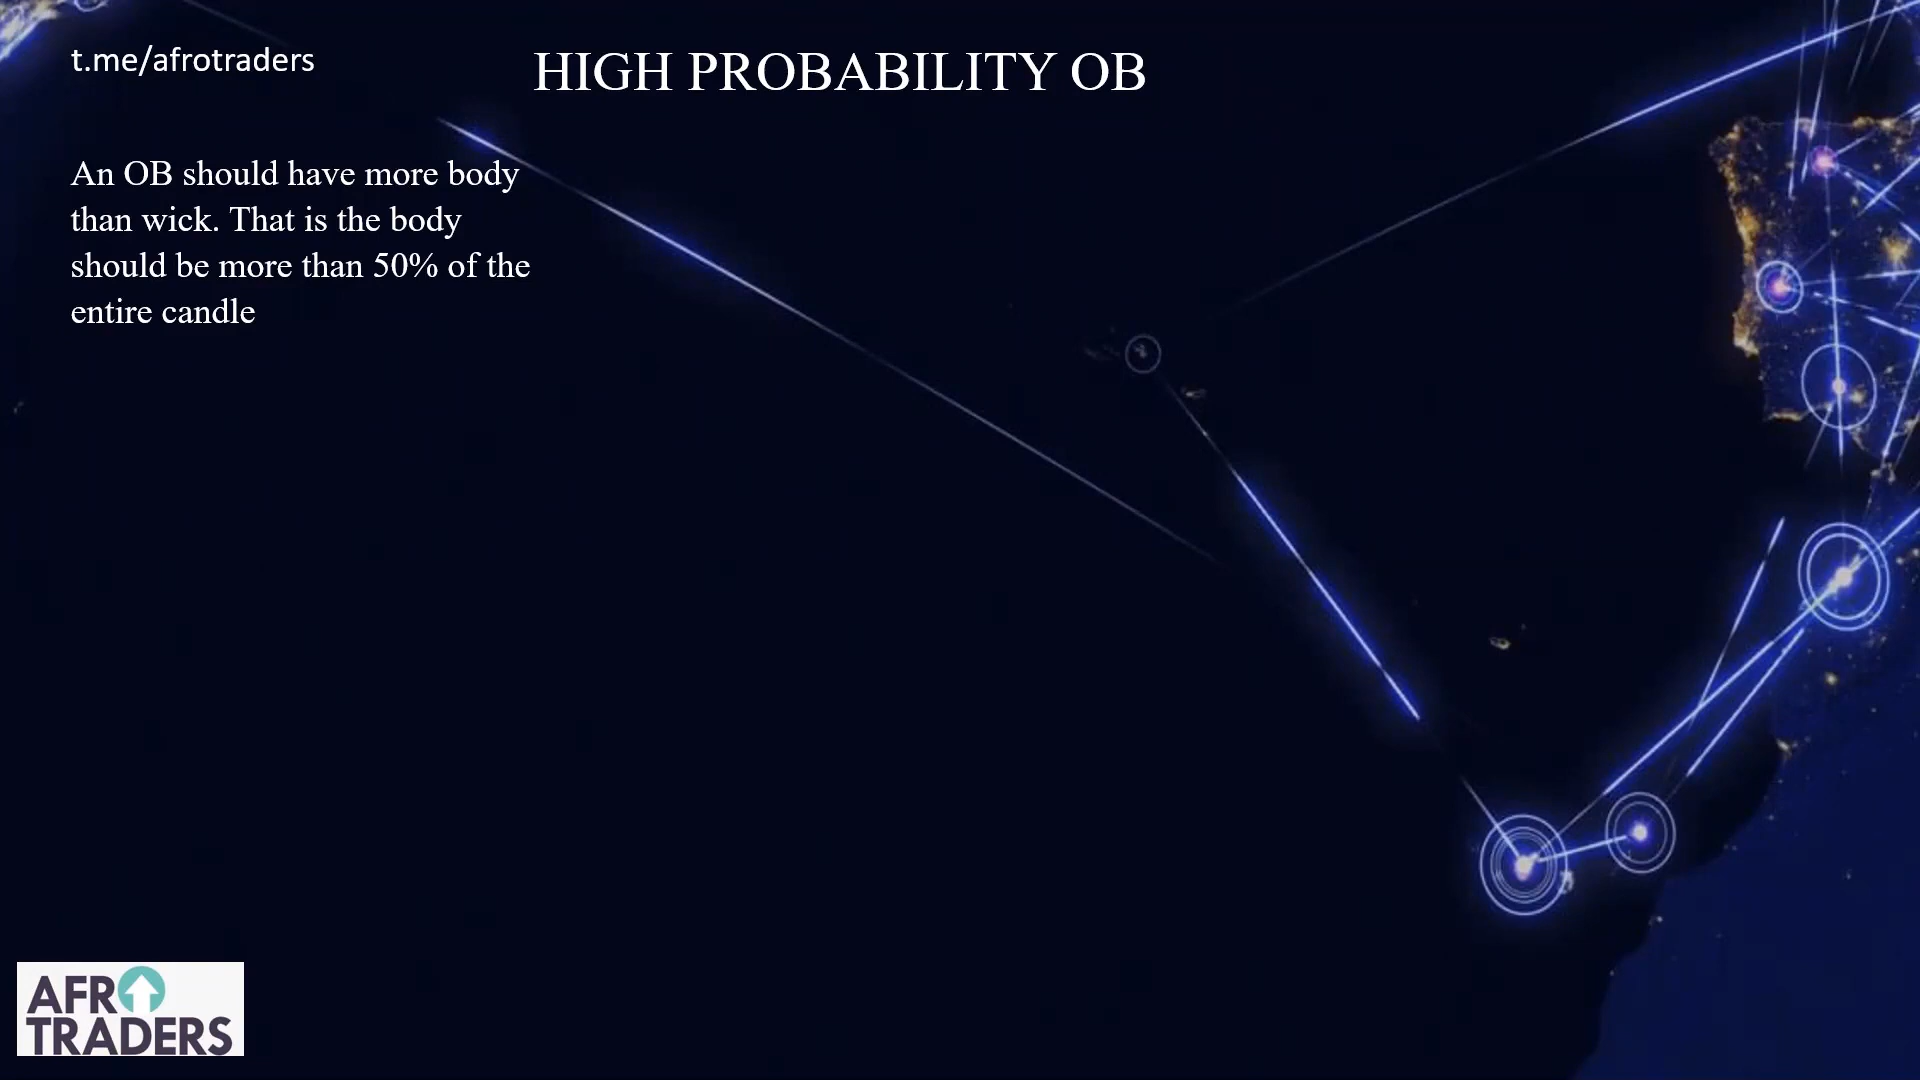 t.me/afrotraders
HIGH PROBABILITY OB
An OB should have more body
than wick. That is the body
should be more than 50% of the
entire candle
AFRO
TRADERS